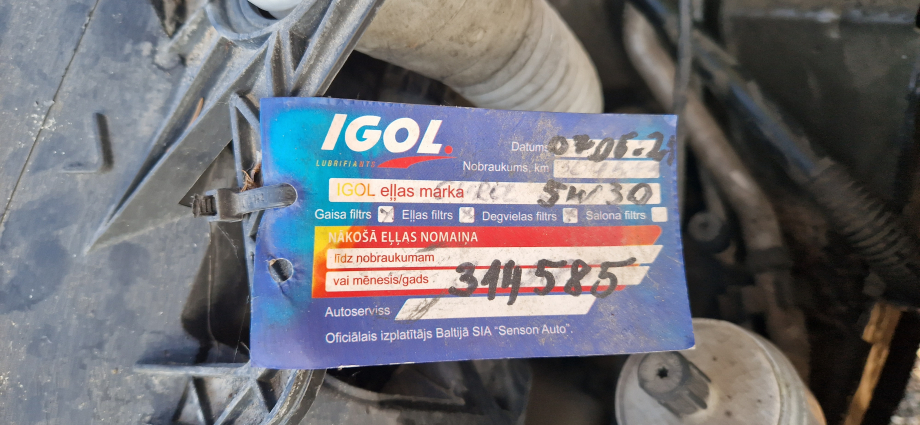 IGOL
LUBRIFIANTS
Datums
Nobraukums, km
IGOL eļļas marka 5W30
Gaisa filtrs Eļļas filtrs Degvielas filtrs Salona filtrs
NĀKOŠĀ EĻĻAS NOMAIŅA
līdz nobraukumam
vai mēnesis/gads 314585
Autoserviss
Oficiālais izplatītājs Baltijā SIA "Senson Auto".